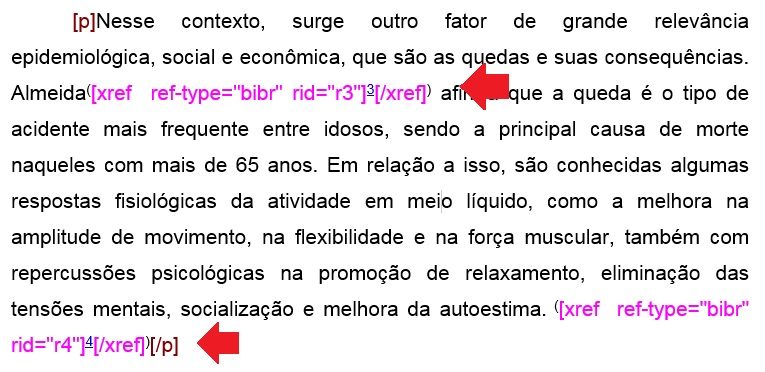 [p]Nesse contexto, surge outro fator de grande relevância
epidemiológica, social e econômica, que são as quedas e suas consequências.
Almeida([xref ref-type="bibr" rid="r3"]3[/xref]) que a queda é o tipo de
acidente mais frequente entre idosos, sendo a principal causa de morte
naqueles com mais de 65 anos. Em relação a isso, são conhecidas algumas
respostas fisiológicas da atividade em meio líquido, como a melhora na
amplitude de movimento, na flexibilidade e na força muscular, também com
repercussões psicológicas na promoção de relaxamento, eliminação das
tensões mentais, socialização e melhora da autoestima. ([xref ref-type="bibr"
rid="r4"]4[/xref])[/p]